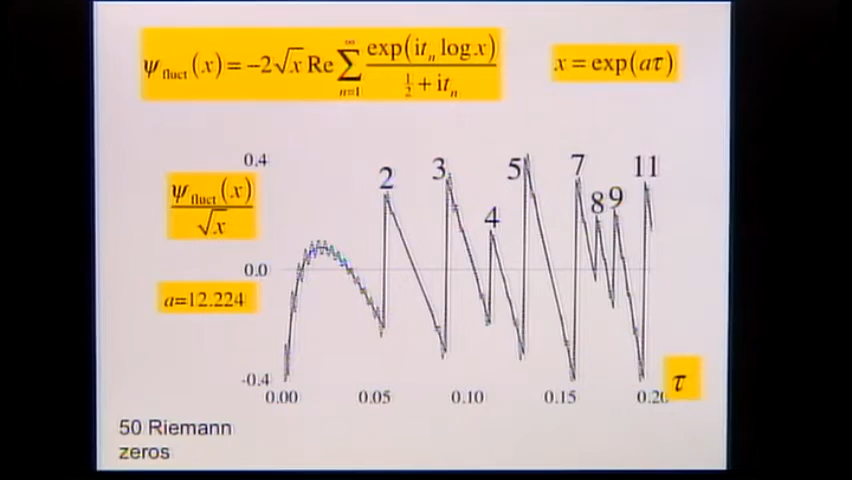 ψ_fluct(x) = −2√x Re ∑_{n=1}^{∞} exp(it_n log x) / (½ + it_n)
x = exp(aτ)
ψ_fluct(x) / √x
a=12.224
0.4
0.0
-0.4
2 3 4 5 7 8 9 11
0.00 0.05 0.10 0.15 0.20
τ
50 Riemann
zeros